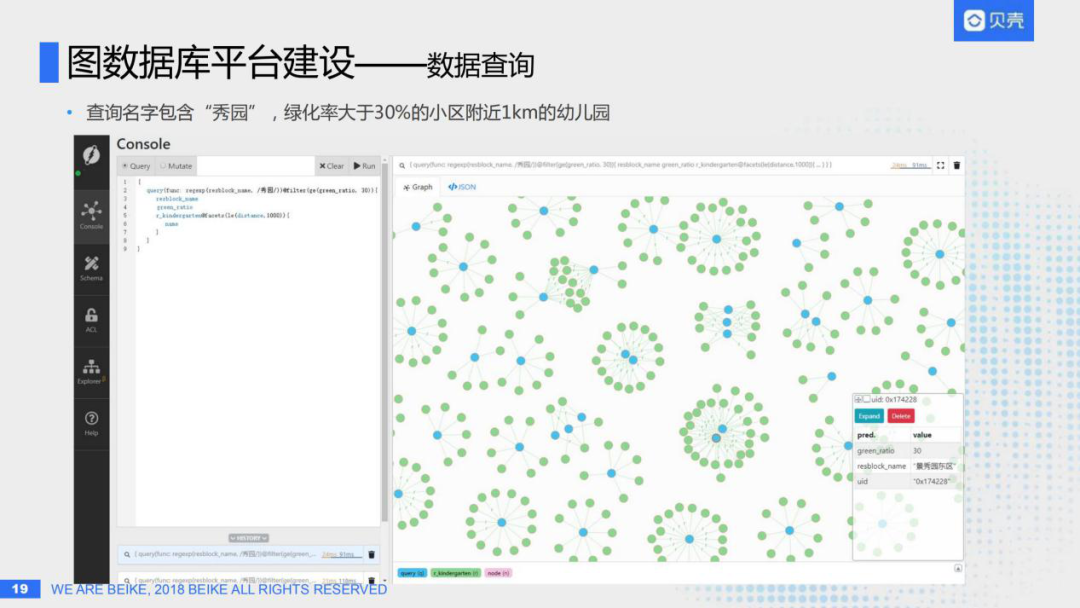 贝壳
图数据库平台建设——数据查询
• 查询名字包含“秀园”，绿化率大于30%的小区附近1km的幼儿园
Console
Query Mutate
Clear Run
1 {
2 query(func: regexp(resblock_name, /秀园/))@filter(ge(green_ratio, 30)){
3 resblock_name
4 green_ratio
5 r_kindergarten@facets(le(distance,1000)){
6 name
7 }
8 }
9 }
Console
Schema
ACL
Explorer
Help
HISTORY
{ query(func: regexp(resblock_name, /秀园/))@filter(ge(green_...
{ query(func: regexp(resblock_name, /秀园/))@filter(ge(green_...
{ query(func: regexp(resblock_name, /秀园/))@filter(ge(green_ratio, 30)){ resblock_name green_ratio r_kindergarten@facets(le(distance,1000)){ ... } } }
Graph
JSON
uid: 0x174228
Expand Delete
pred. value
green_ratio 30
resblock_name "景秀园东区"
uid "0x174228"
query r_kindergarten node
19
WE ARE BEIKE, 2018 BEIKE ALL RIGHTS RESERVED